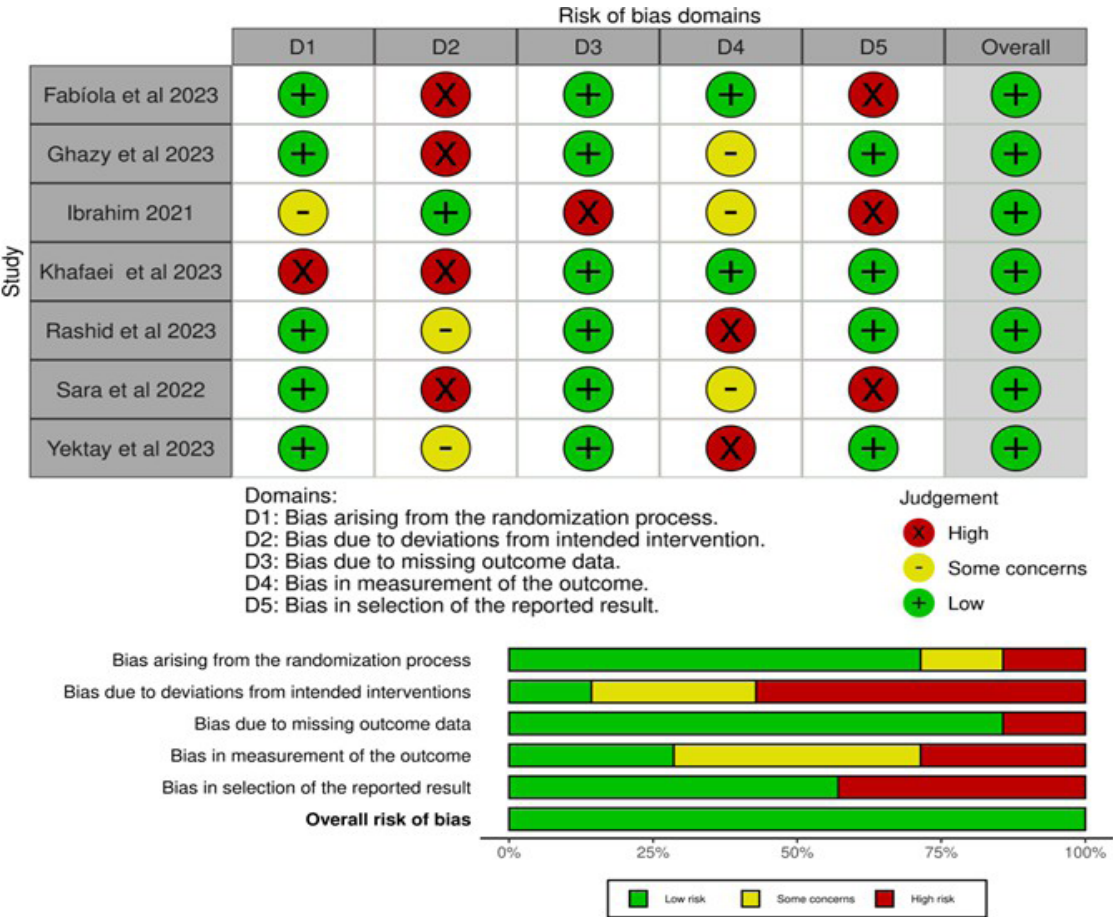 Risk of bias domains
D1 D2 D3 D4 D5 Overall
Study
Fabíola et al 2023 + X + + X +
Ghazy et al 2023 + X + - + +
Ibrahim 2021 - + X - X +
Khafaei et al 2023 X X + + + +
Rashid et al 2023 + - + X + +
Sara et al 2022 + X + - X +
Yektay et al 2023 + - + X + +
Domains:
D1: Bias arising from the randomization process.
D2: Bias due to deviations from intended intervention.
D3: Bias due to missing outcome data.
D4: Bias in measurement of the outcome.
D5: Bias in selection of the reported result.
Judgement
X High
- Some concerns
+ Low
Bias arising from the randomization process
Bias due to deviations from intended interventions
Bias due to missing outcome data
Bias in measurement of the outcome
Bias in selection of the reported result
Overall risk of bias
0% 25% 50% 75% 100%
Low risk Some concerns High risk